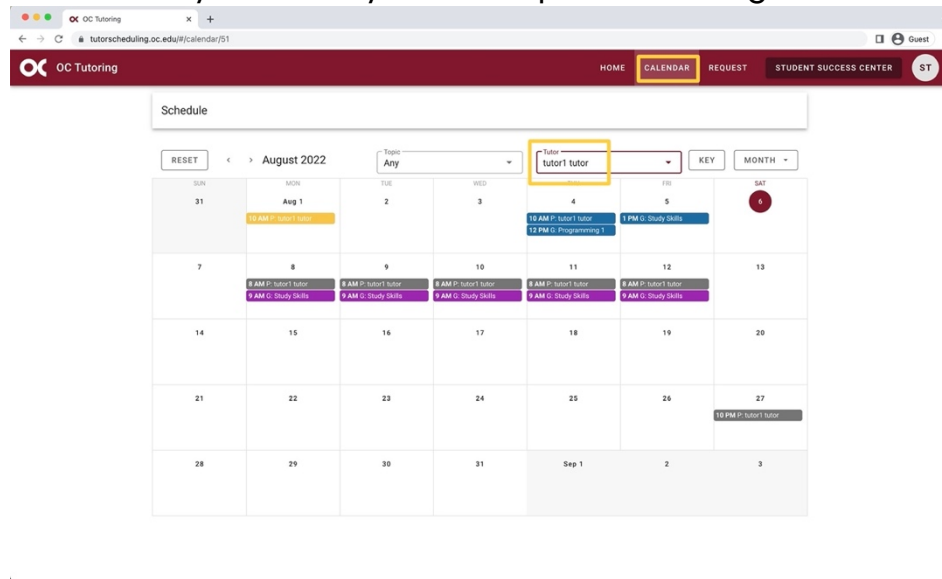 OC Tutoring
tutorscheduling.oc.edu/#/calendar/51
Guest
OC Tutoring HOME CALENDAR REQUEST STUDENT SUCCESS CENTER ST
Schedule
RESET < > August 2022 Topic Any Tutor tutor1 tutor KEY MONTH
SUN MON TUE WED FRI SAT
31 Aug 1 2 3 4 5 6
10 AM P: tutor1 tutor 10 AM P: tutor1 tutor 1 PM G: Study Skills
12 PM G: Programming 1
7 8 9 10 11 12 13
8 AM P: tutor1 tutor 8 AM P: tutor1 tutor 8 AM P: tutor1 tutor 8 AM P: tutor1 tutor 8 AM P: tutor1 tutor
9 AM G: Study Skills 9 AM G: Study Skills 9 AM G: Study Skills 9 AM G: Study Skills 9 AM G: Study Skills
14 15 16 17 18 19 20
21 22 23 24 25 26 27
10 PM P: tutor1 tutor
28 29 30 31 Sep 1 2 3